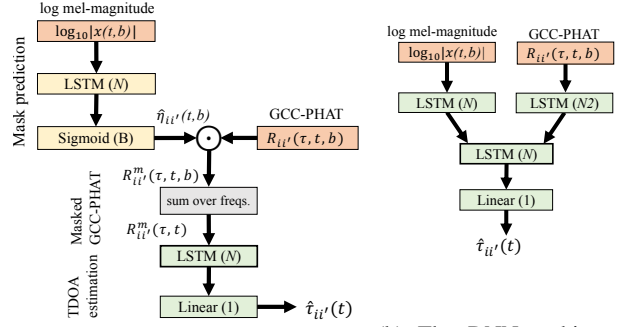 log mel-magnitude
log₁₀|x(t,b)|
LSTM (N)
Sigmoid (B)
η̂ᵢᵢ′(t,b)
GCC-PHAT
Rᵢᵢ′(τ,t,b)
Rᵐᵢᵢ′(τ,t,b)
sum over freqs.
Rᵐᵢᵢ′(τ,t)
LSTM (N)
Linear (1)
τ̂ᵢᵢ′(t)
Mask prediction
Masked
GCC-PHAT
TDOA
estimation
log mel-magnitude
log₁₀|x(t,b)|
GCC-PHAT
Rᵢᵢ′(τ,t,b)
LSTM (N)
LSTM (N2)
LSTM (N)
Linear (1)
τ̂ᵢᵢ′(t)